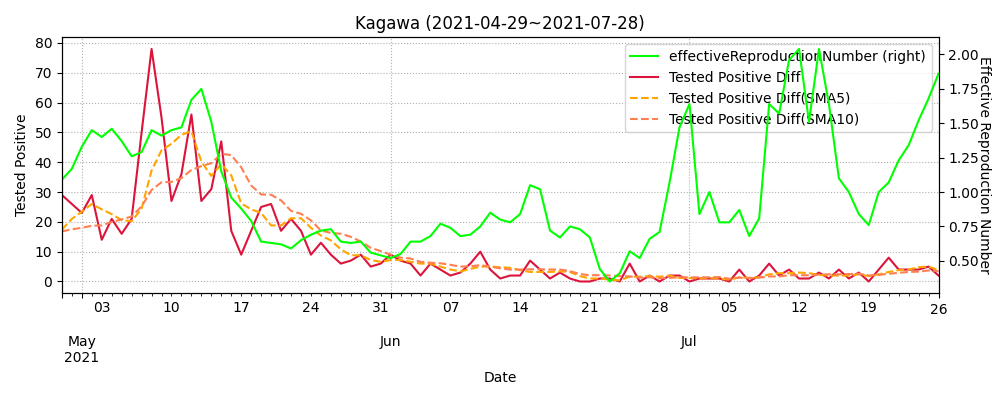 Kagawa (2021-04-29~2021-07-28)
80
70
60
50
40
30
20
10
0
Tested Positive
effectiveReproductionNumber (right)
Tested Positive Diff
Tested Positive Diff(SMA5)
Tested Positive Diff(SMA10)
2.00
1.75
1.50
1.25
1.00
0.75
0.50
Effective Reproduction Number
03 10 17 24 31 07 14 21 28 05 12 19 26
May Jun Jul
2021
Date